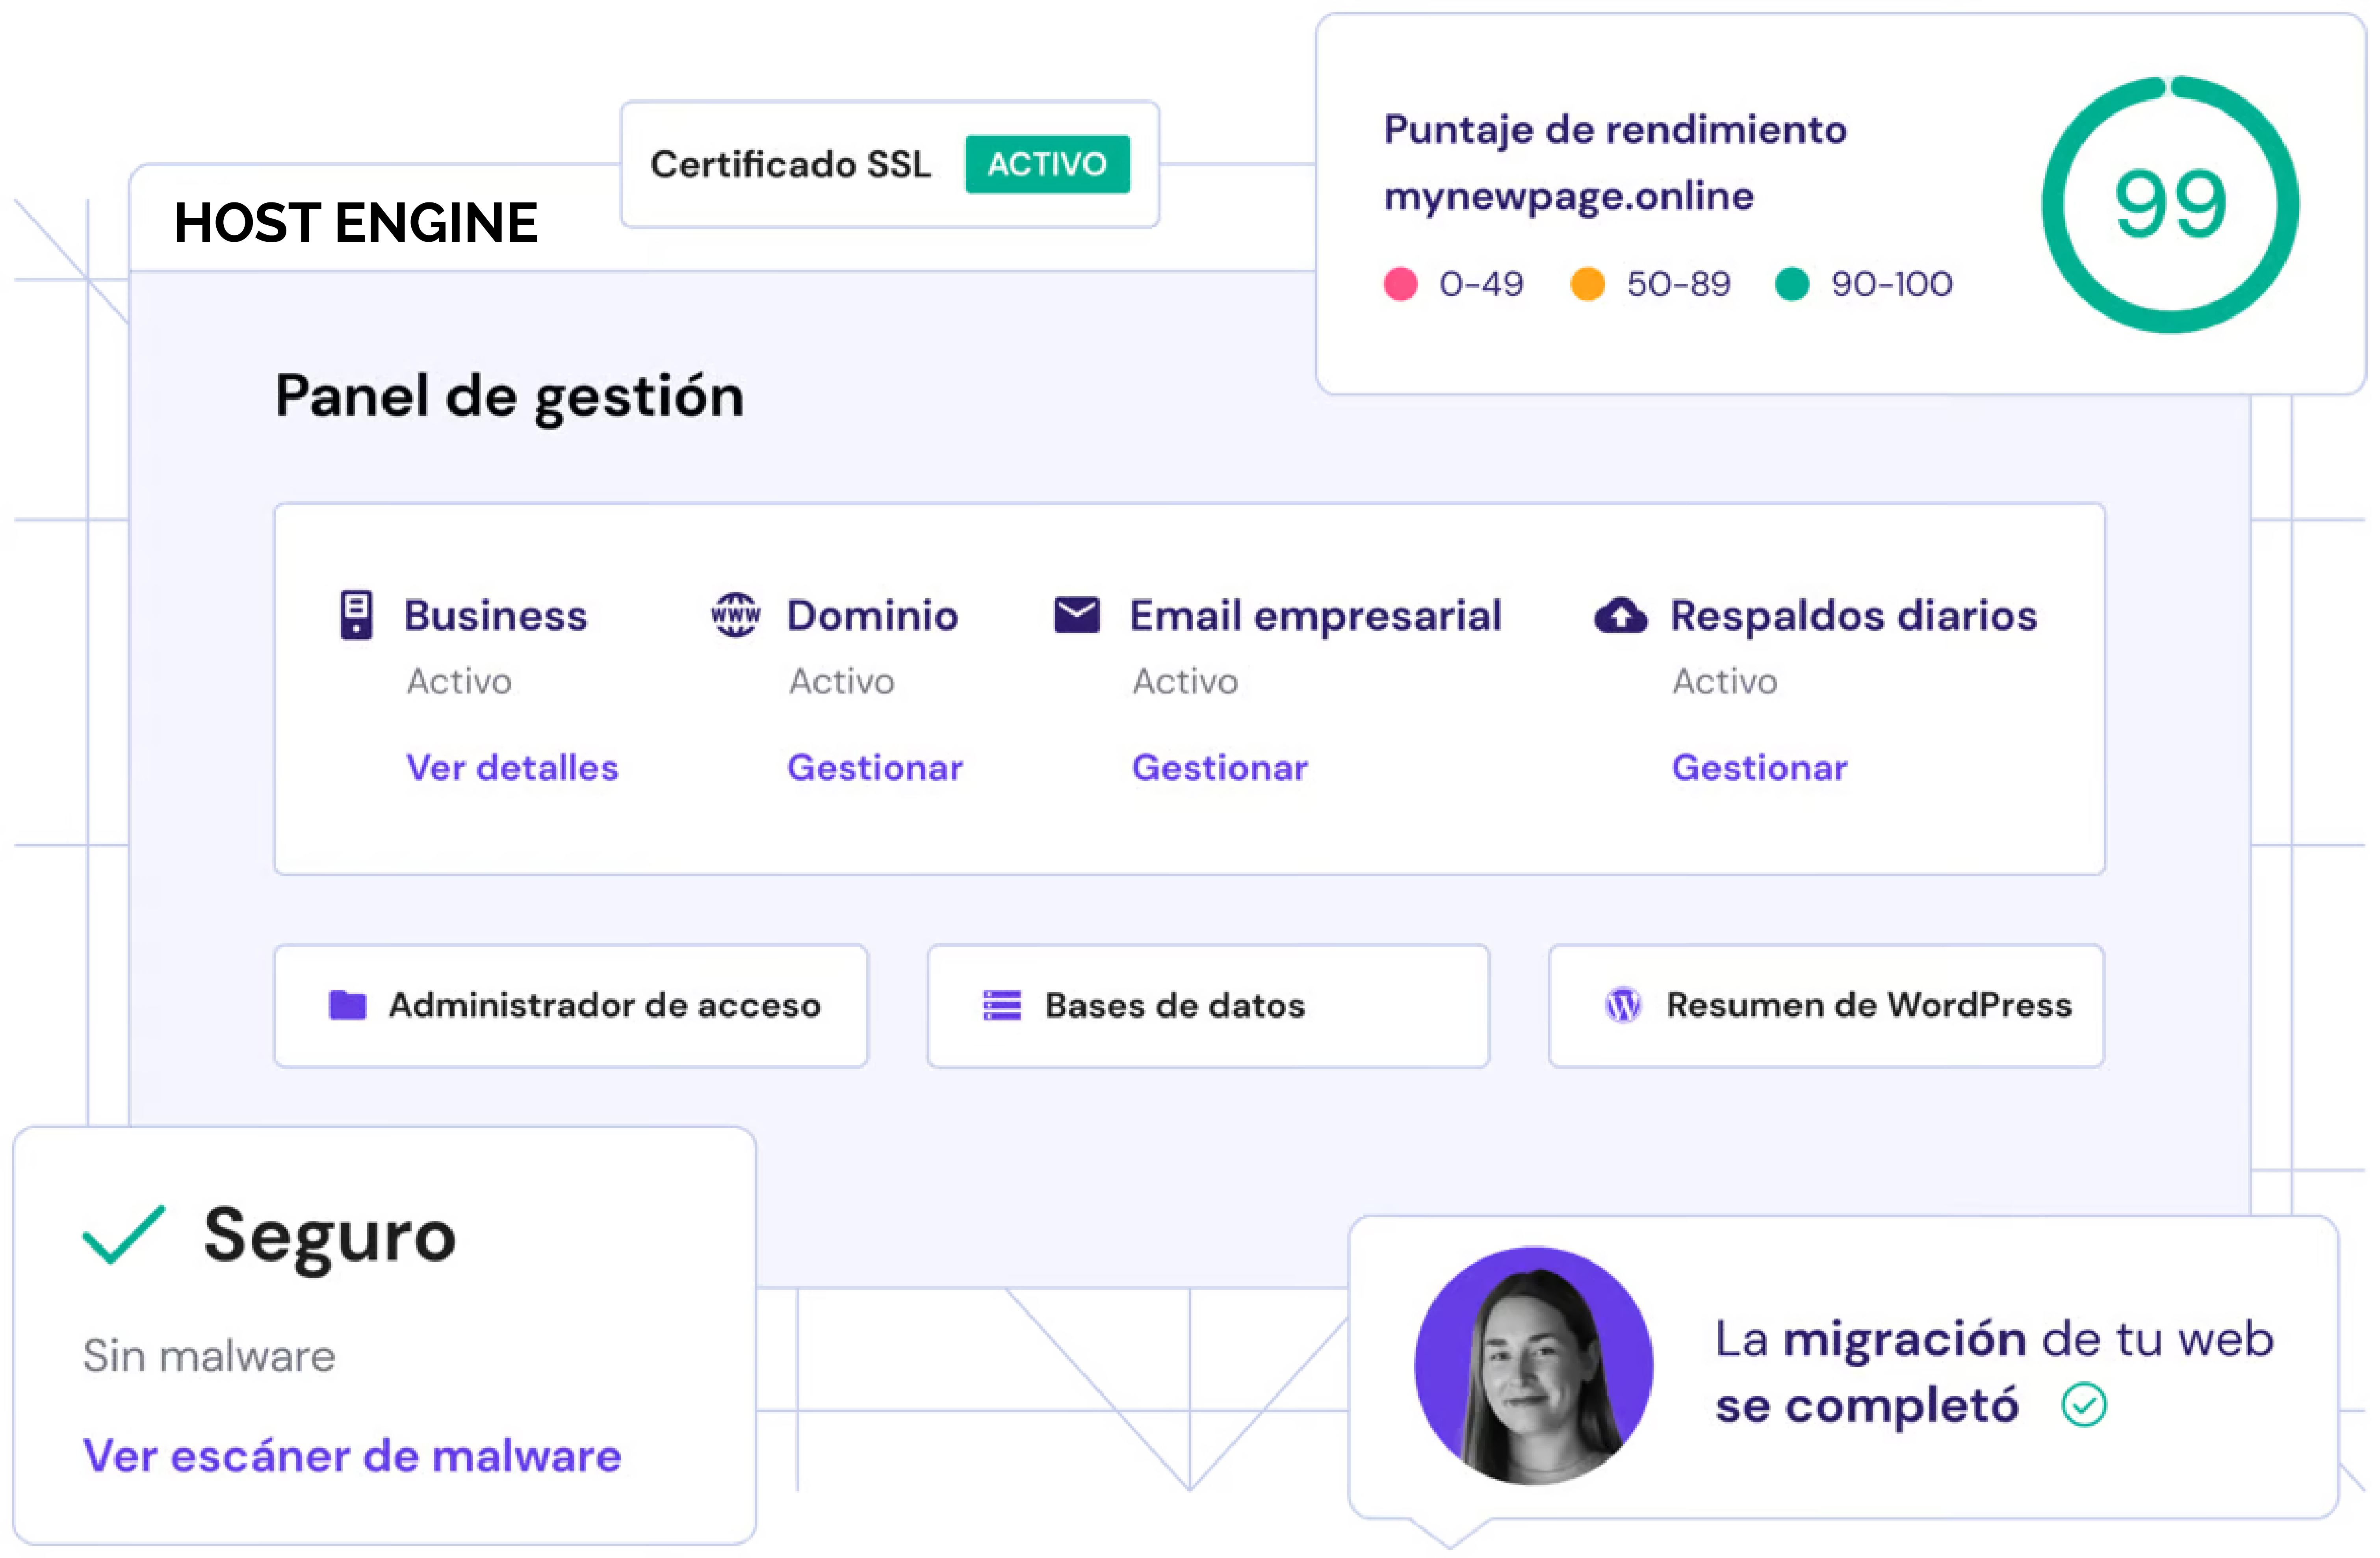 Certificado SSL ACTIVO
HOST ENGINE
Puntaje de rendimiento
mynewpage.online
0-49 50-89 90-100
99
Panel de gestión
Business
Activo
Ver detalles
WWW
Dominio
Activo
Gestionar
Email empresarial
Activo
Gestionar
Respaldos diarios
Activo
Gestionar
Administrador de acceso
Bases de datos
Resumen de WordPress
Seguro
Sin malware
Ver escáner de malware
La migración de tu web
se completó